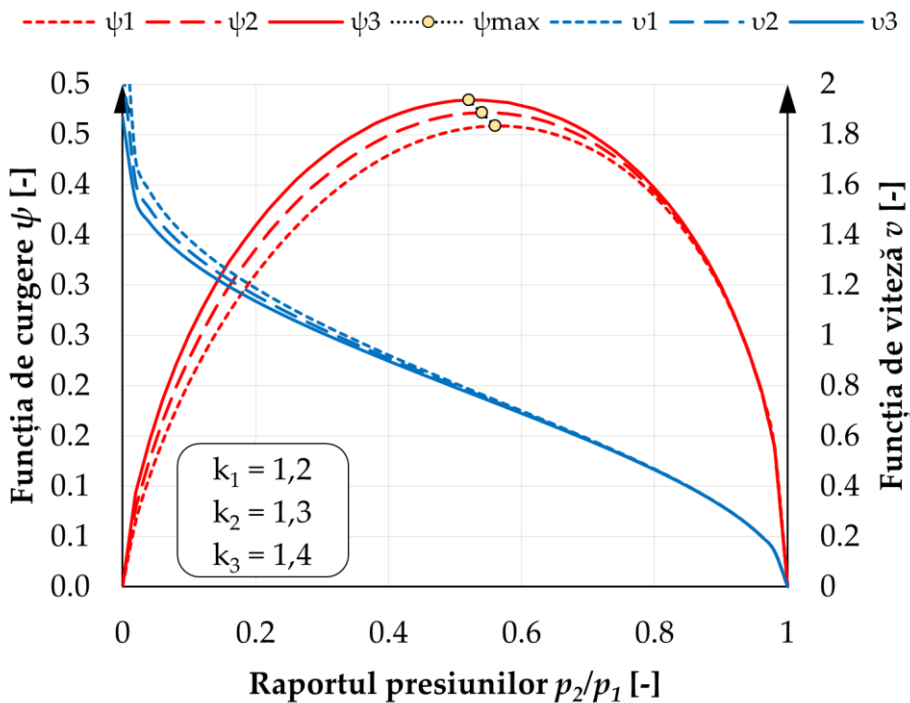 ψ1 ψ2 ψ3 ψmax υ1 υ2 υ3
Funcția de curgere ψ [-]
0.5
0.5
0.4
0.4
0.3
0.3
0.2
0.2
0.1
0.1
0.0
k₁ = 1,2
k₂ = 1,3
k₃ = 1,4
2
1.8
1.6
1.4
1.2
1
0.8
0.6
0.4
0.2
0
Funcția de viteză υ [-]
0 0.2 0.4 0.6 0.8 1
Raportul presiunilor p₂/p₁ [-]